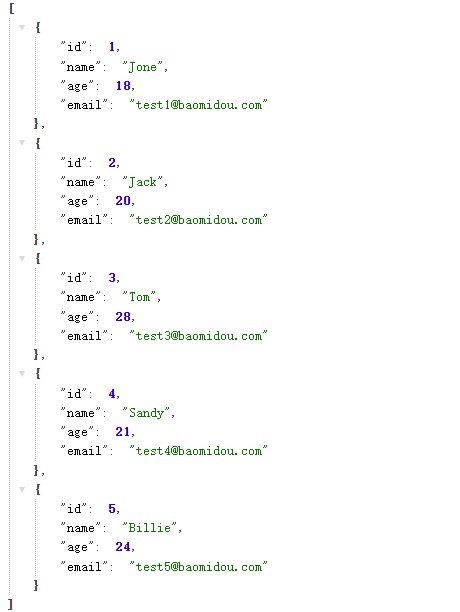 [
{
"id": 1,
"name": "Jone",
"age": 18,
"email": "test1@baomidou.com"
},
{
"id": 2,
"name": "Jack",
"age": 20,
"email": "test2@baomidou.com"
},
{
"id": 3,
"name": "Tom",
"age": 28,
"email": "test3@baomidou.com"
},
{
"id": 4,
"name": "Sandy",
"age": 21,
"email": "test4@baomidou.com"
},
{
"id": 5,
"name": "Billie",
"age": 24,
"email": "test5@baomidou.com"
}
]